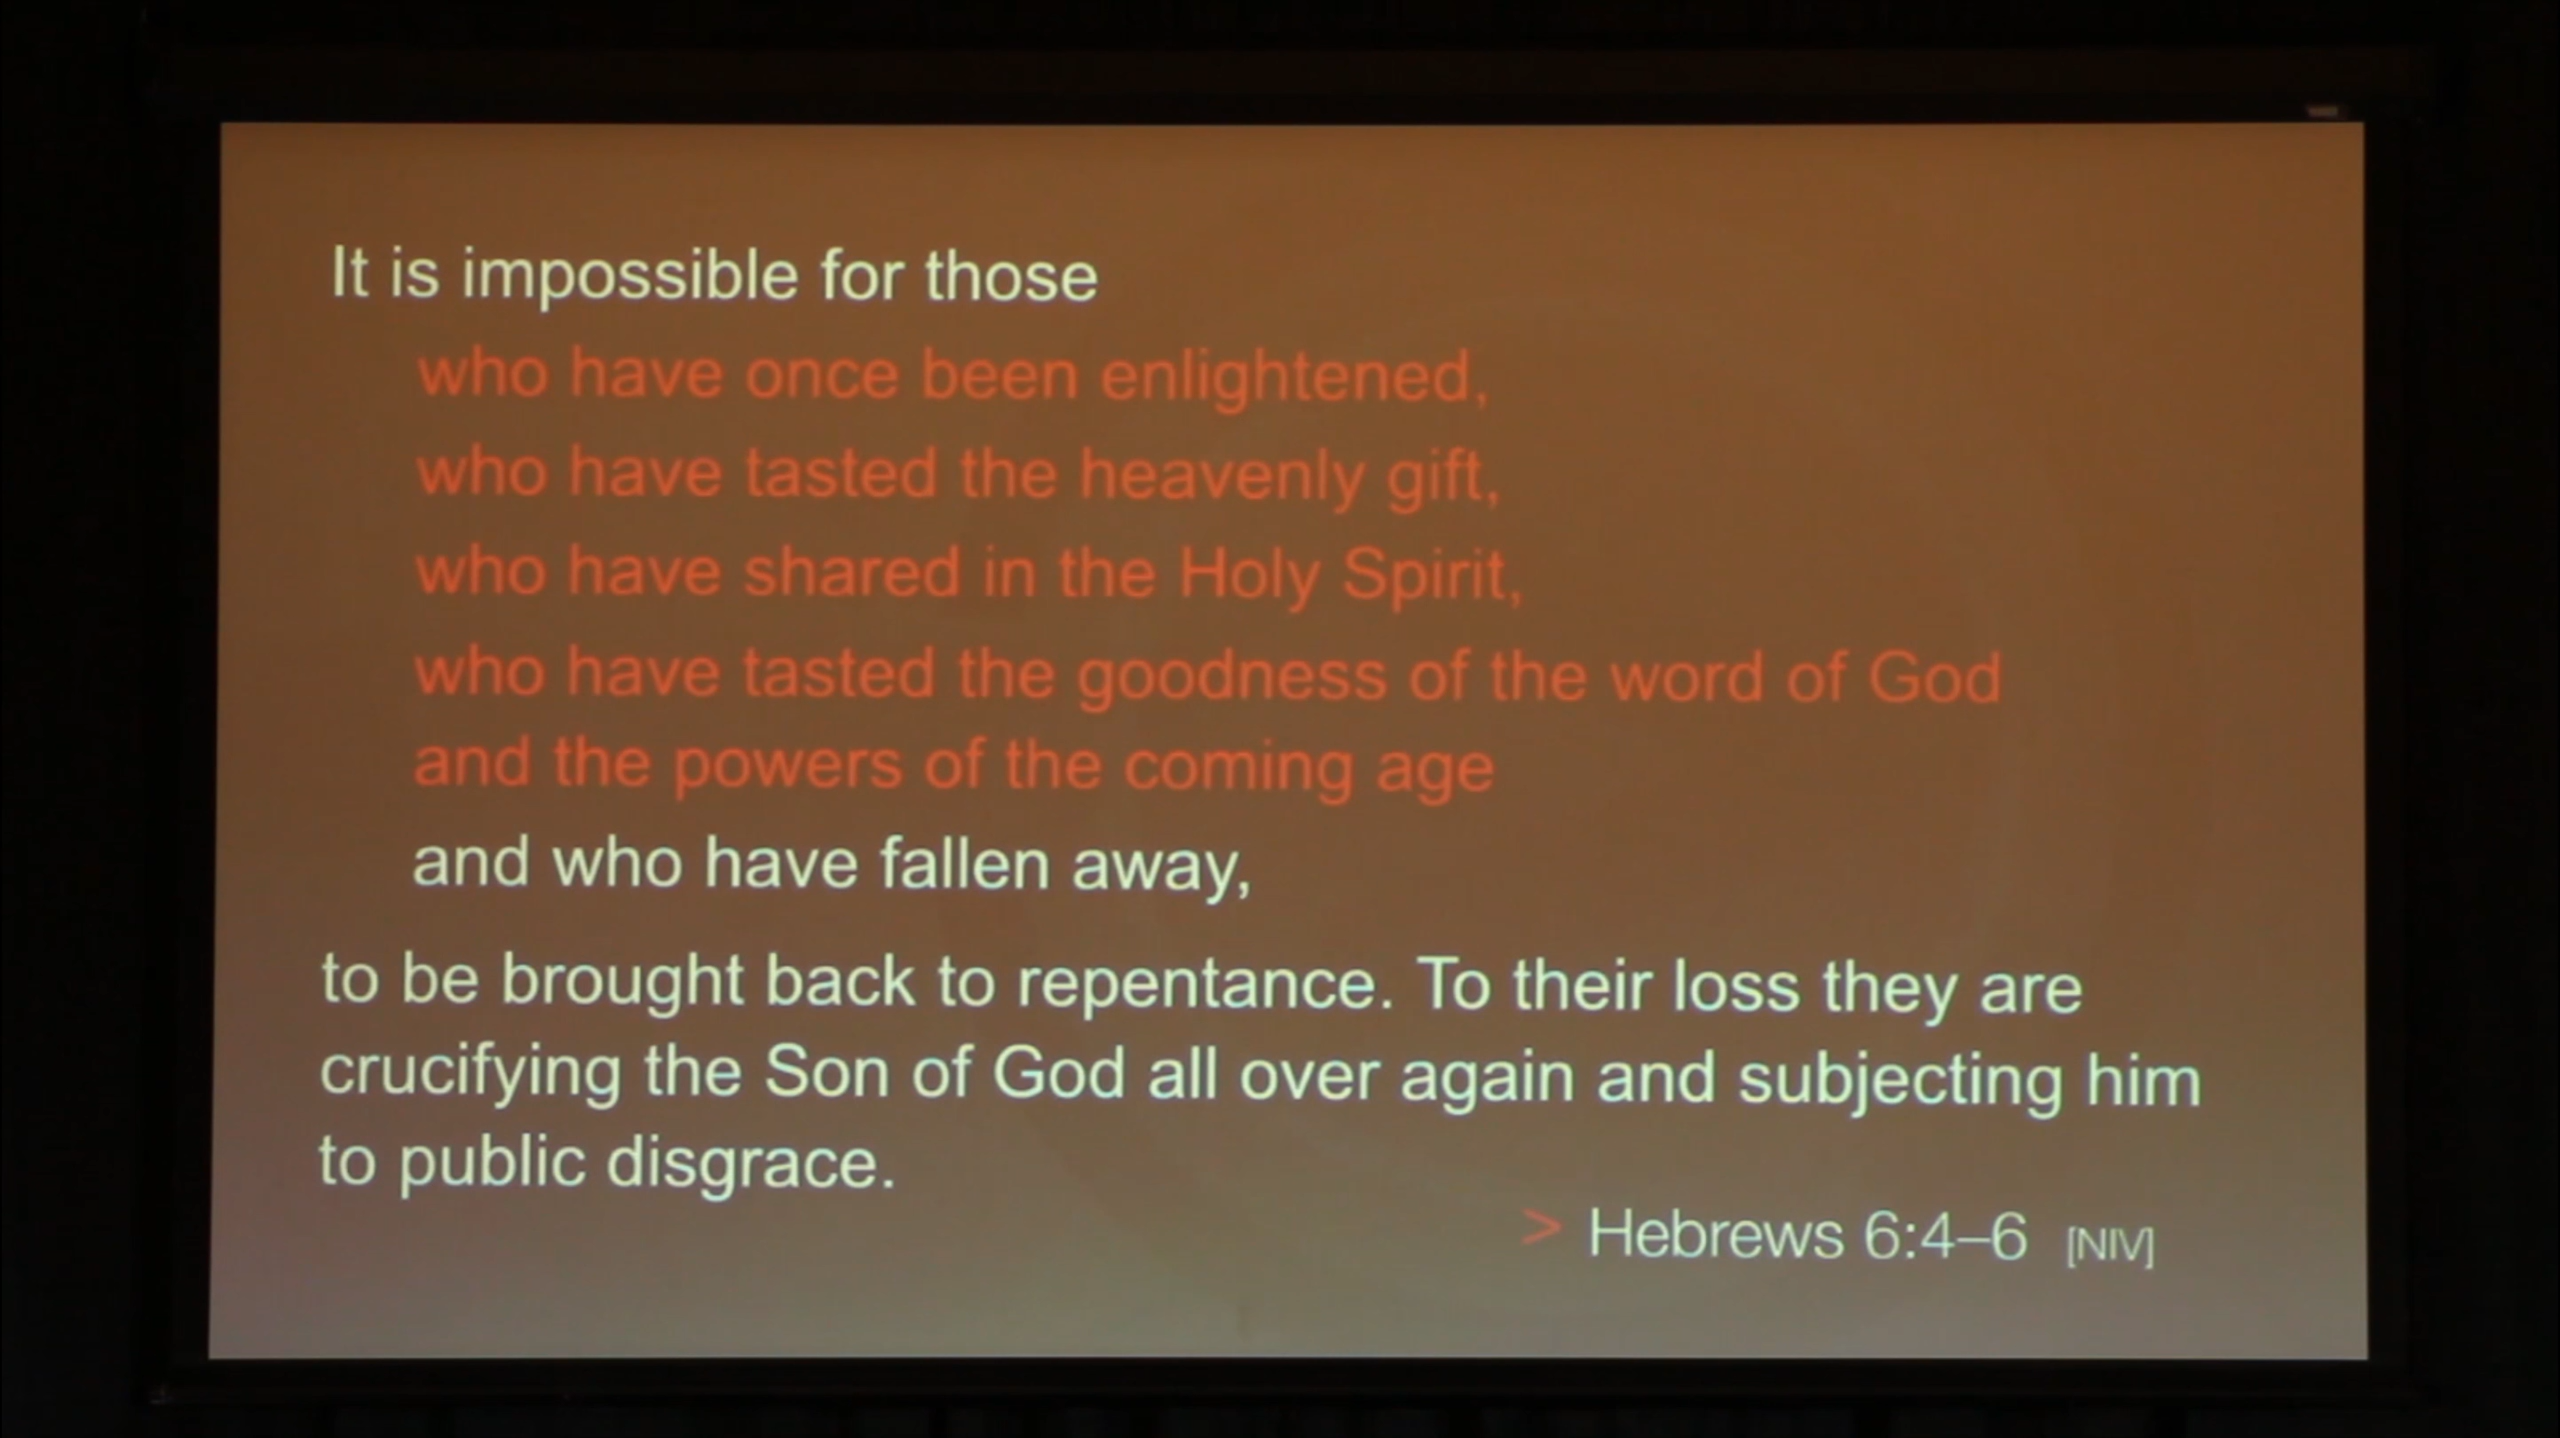 It is impossible for those
who have once been enlightened,
who have tasted the heavenly gift,
who have shared in the Holy Spirit,
who have tasted the goodness of the word of God
and the powers of the coming age
and who have fallen away,
to be brought back to repentance. To their loss they are
crucifying the Son of God all over again and subjecting him
to public disgrace.
> Hebrews 6:4–6 [NIV]